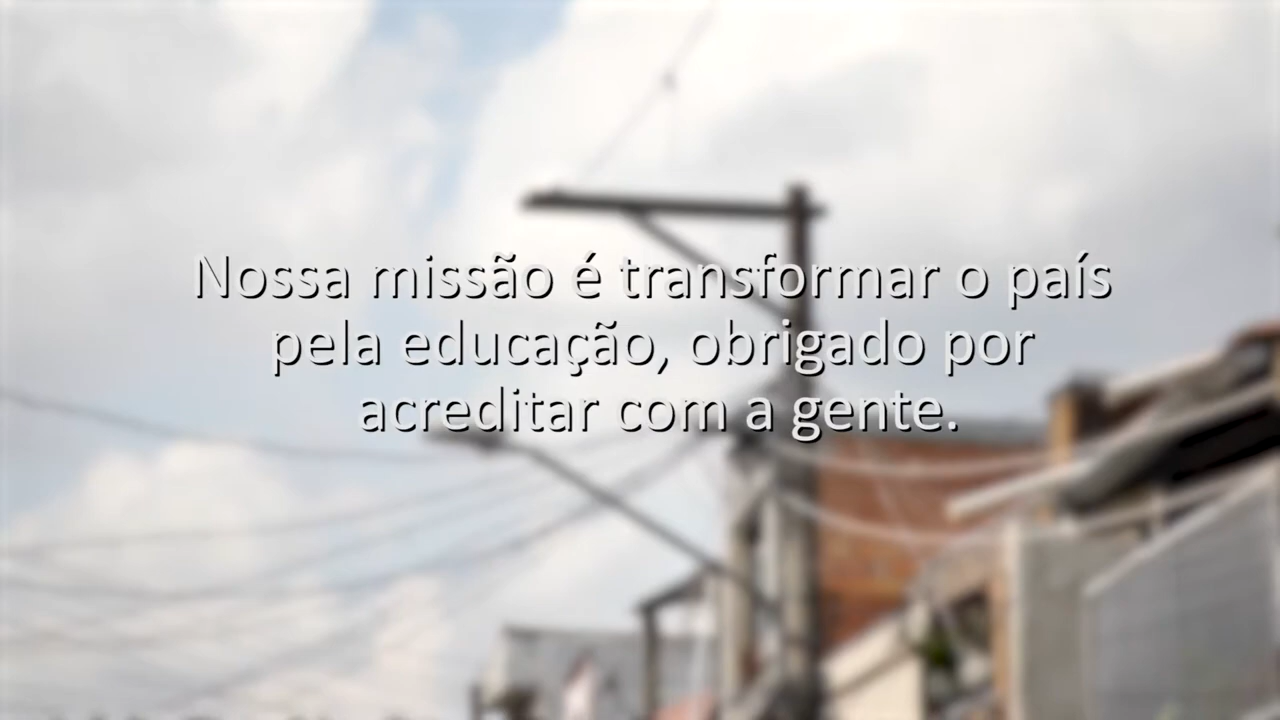 Nossa missão é transformar o país
pela educação, obrigado por
acreditar com a gente.